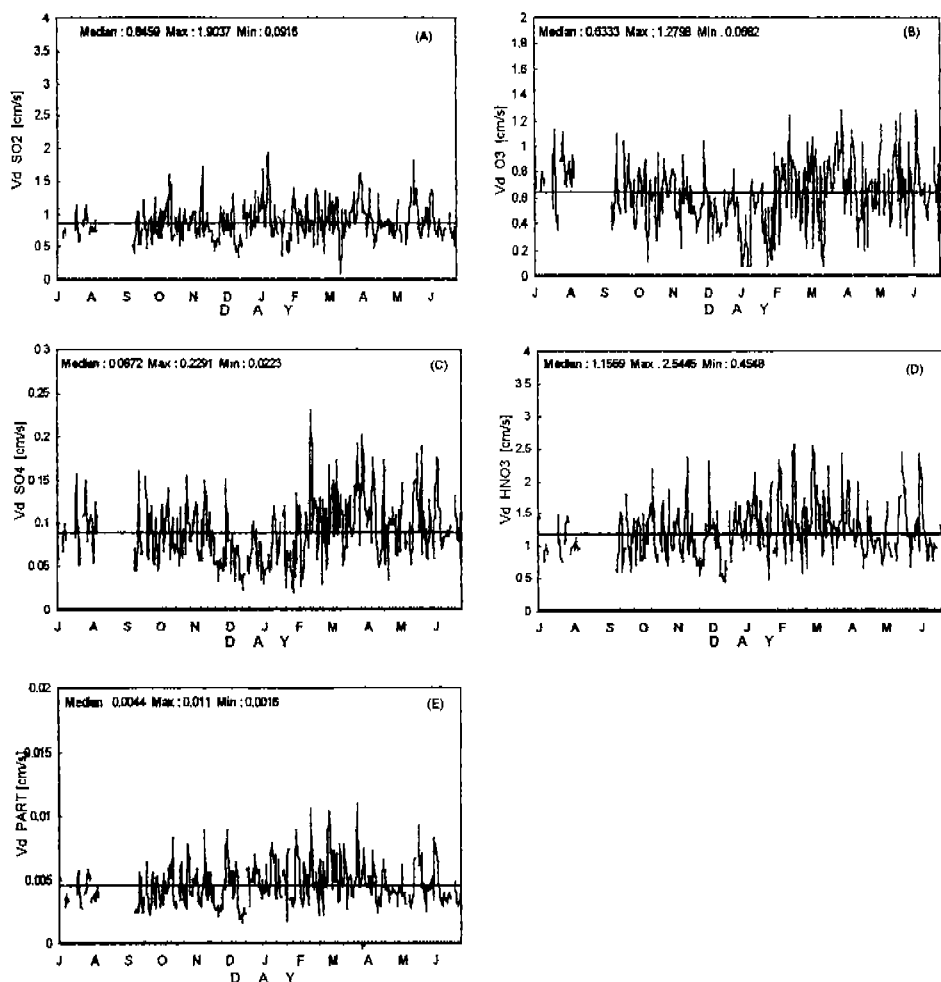 Median : 0.8459 Max : 1.9037 Min : 0.0916
(A)
Vd SO2 [cm/s]
4
3.5
3
2.5
2
1.5
1
0.5
0
J A S O N D J F M A M J
D A Y
Median : 0.6333 Max : 1.2798 Min . 0.0682
(B)
Vd O3 [cm/s]
2
1.8
1.6
1.4
1.2
1
0.8
0.6
0.4
0.2
0
J A S O N D J F M A M J
D A Y
Median : 0.0872 Max : 0.2291 Min : 0.0223
(C)
Vd SO4 [cm/s]
0.3
0.25
0.2
0.15
0.1
0.05
0
J A S O N D J F M A M J
D A Y
Median : 1.1569 Max . 2.5445 Min : 0.4548
(D)
Vd HNO3 [cm/s]
4
3.5
3
2.5
2
1.5
1
0.5
0
J A S O N D J F M A M J
D A Y
Median . 0.0044 Max : 0.011 Min : 0.0016
(E)
Vd PART [cm/s]
0.02
0.015
0.01
0.005
0
J A S O N D J F M A M J
D A Y